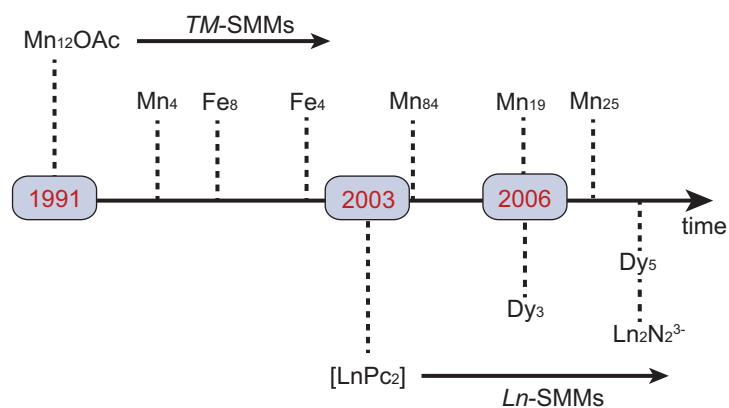 Mn₁₂OAc TM-SMMs
Mn₄ Fe₈ Fe₄ Mn₈₄ Mn₁₉ Mn₂₅
1991 2003 2006
time
Dy₅
Dy₃
Ln₂N₂³⁻
[LnPc₂]
Ln-SMMs